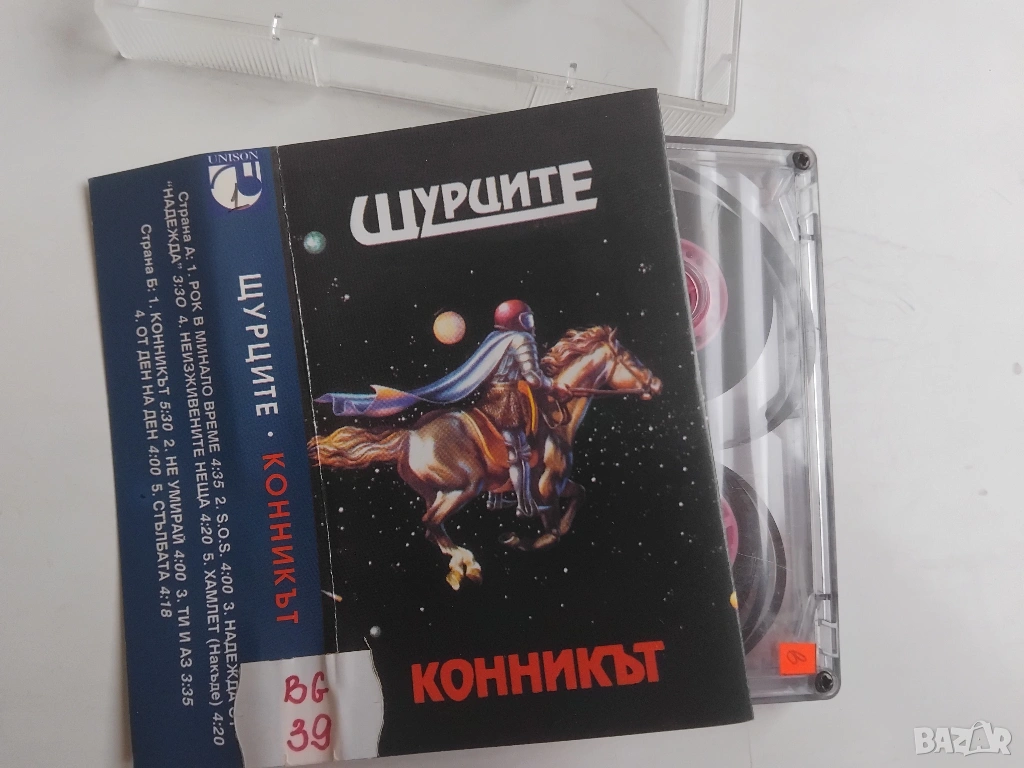 UNISON
Страна А: 1. РОК В МИНАЛО ВРЕМЕ 4:35 2. S.O.S. 4:00 3. НАДЕЖДА
"НАДЕЖДА" 3:30 4. НЕИЗЖИВЕНИТЕ НЕЩА 4:20 5. ХАМЛЕТ (Накъде) 4:20
Страна Б: 1. КОННИКЪТ 5:30 2. НЕ УМИРАЙ 4:00 3. ТИ И АЗ 3:35
4. ОТ ДЕН НА ДЕН 4:00 5. СТЪЛБАТА 4:18
ЩУРЦИТЕ • КОННИКЪТ
ЩУРЦИТЕ
КОННИКЪТ
BG
39
B
BAZAR